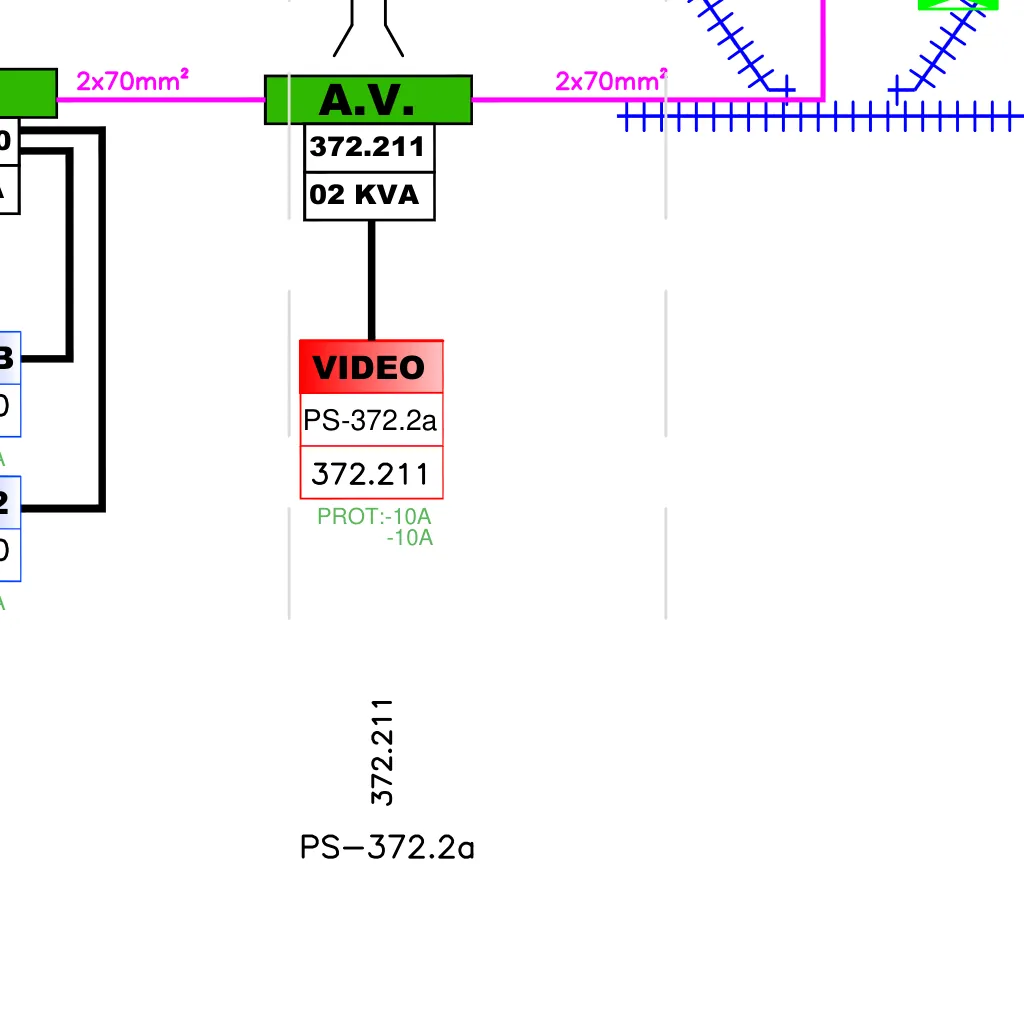 2x70mm²
2x70mm²
A.V.
372.211
02 KVA
VIDEO
PS-372.2a
372.211
PROT:-10A
-10A
372.211
PS-372.2a